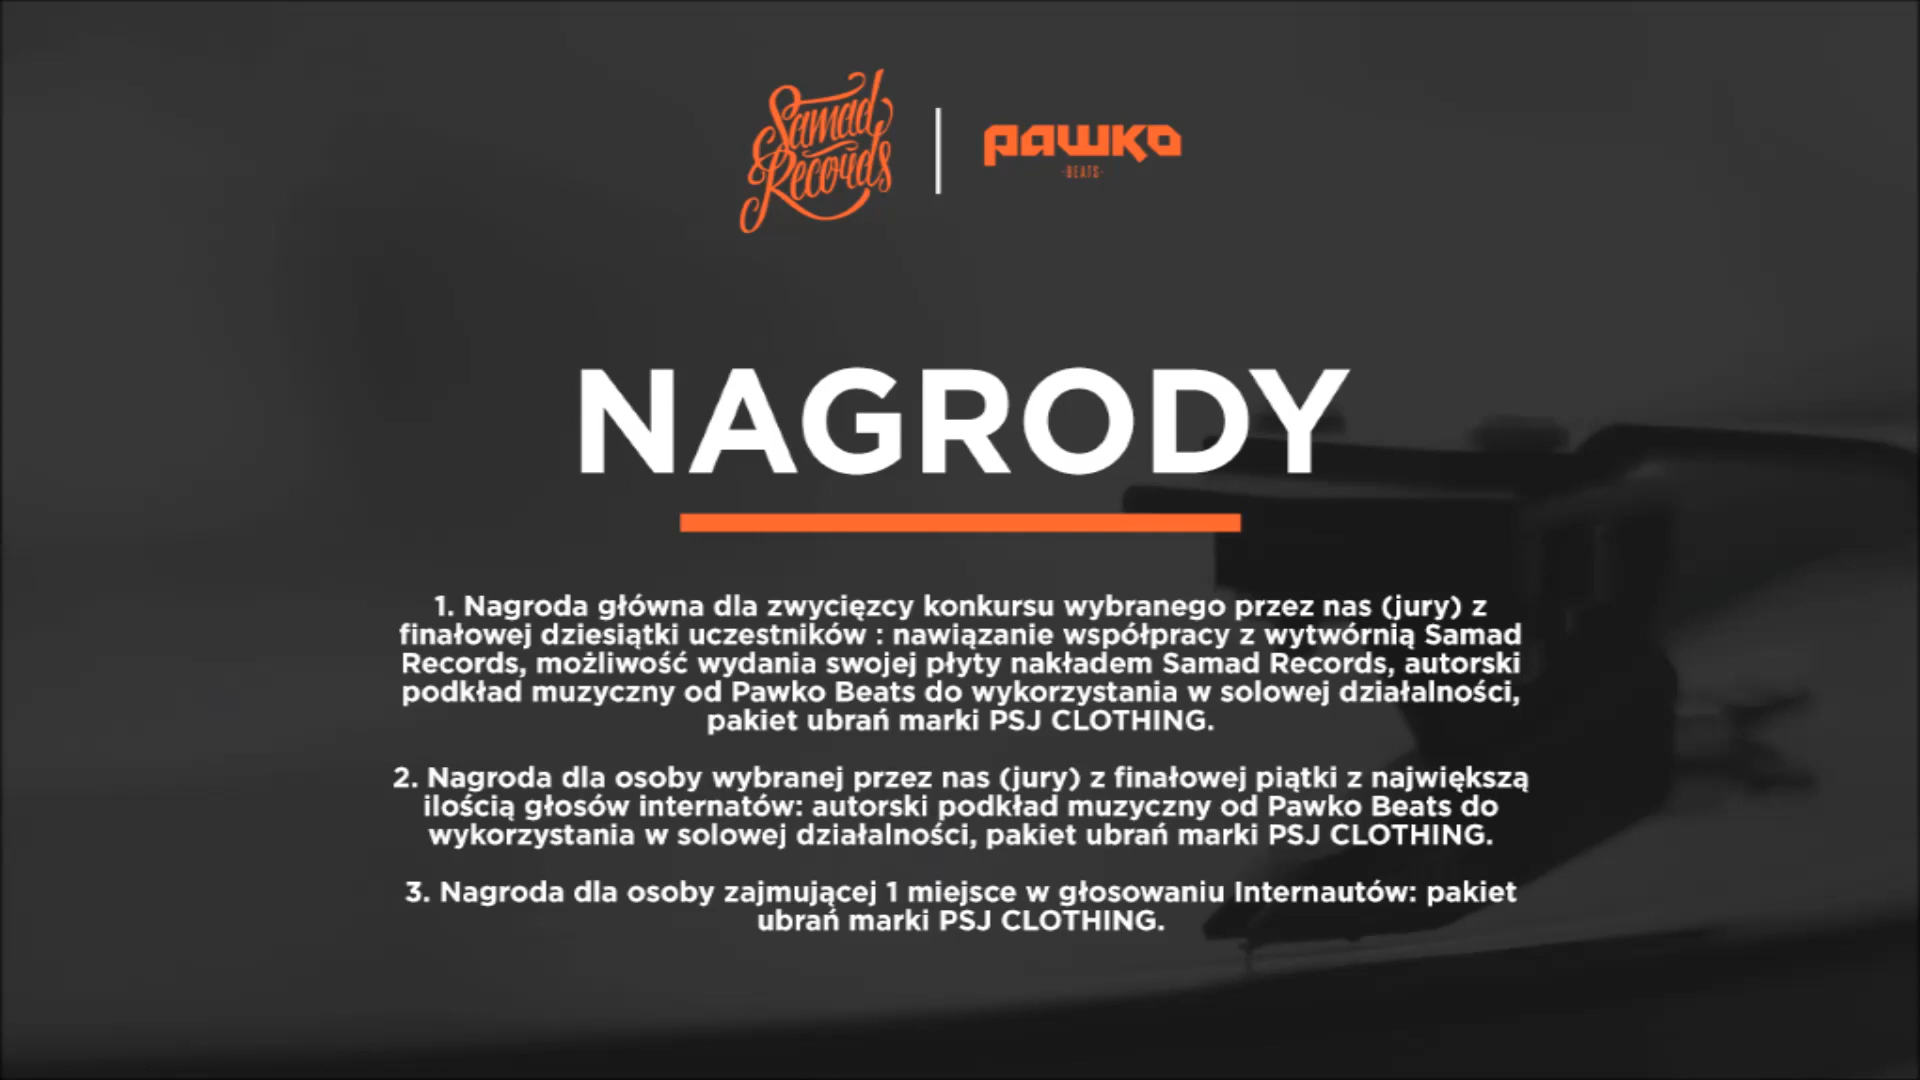 Samad
Records
PAWKO
-BEATS-
NAGRODY
1. Nagroda główna dla zwycięzcy konkursu wybranego przez nas (jury) z
finałowej dziesiątki uczestników : nawiązanie współpracy z wytwórnią Samad
Records, możliwość wydania swojej płyty nakładem Samad Records, autorski
podkład muzyczny od Pawko Beats do wykorzystania w solowej działalności,
pakiet ubrań marki PSJ CLOTHING.
2. Nagroda dla osoby wybranej przez nas (jury) z finałowej piątki z największą
ilością głosów internatów: autorski podkład muzyczny od Pawko Beats do
wykorzystania w solowej działalności, pakiet ubrań marki PSJ CLOTHING.
3. Nagroda dla osoby zajmującej 1 miejsce w głosowaniu Internautów: pakiet
ubrań marki PSJ CLOTHING.